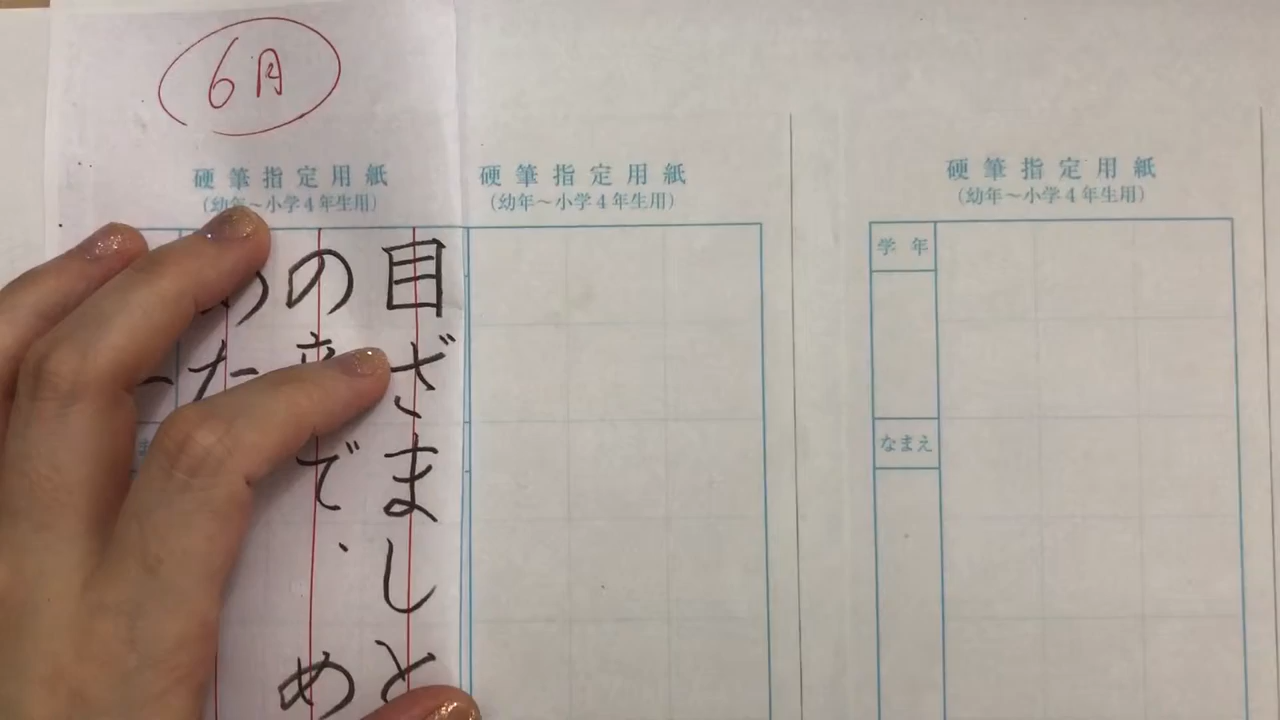 6月
硬筆指定用紙
(幼年～小学4年生用)
目ざましと
の音で、め
た
硬筆指定用紙
(幼年～小学4年生用)
硬筆指定用紙
(幼年～小学4年生用)
学年
なまえ